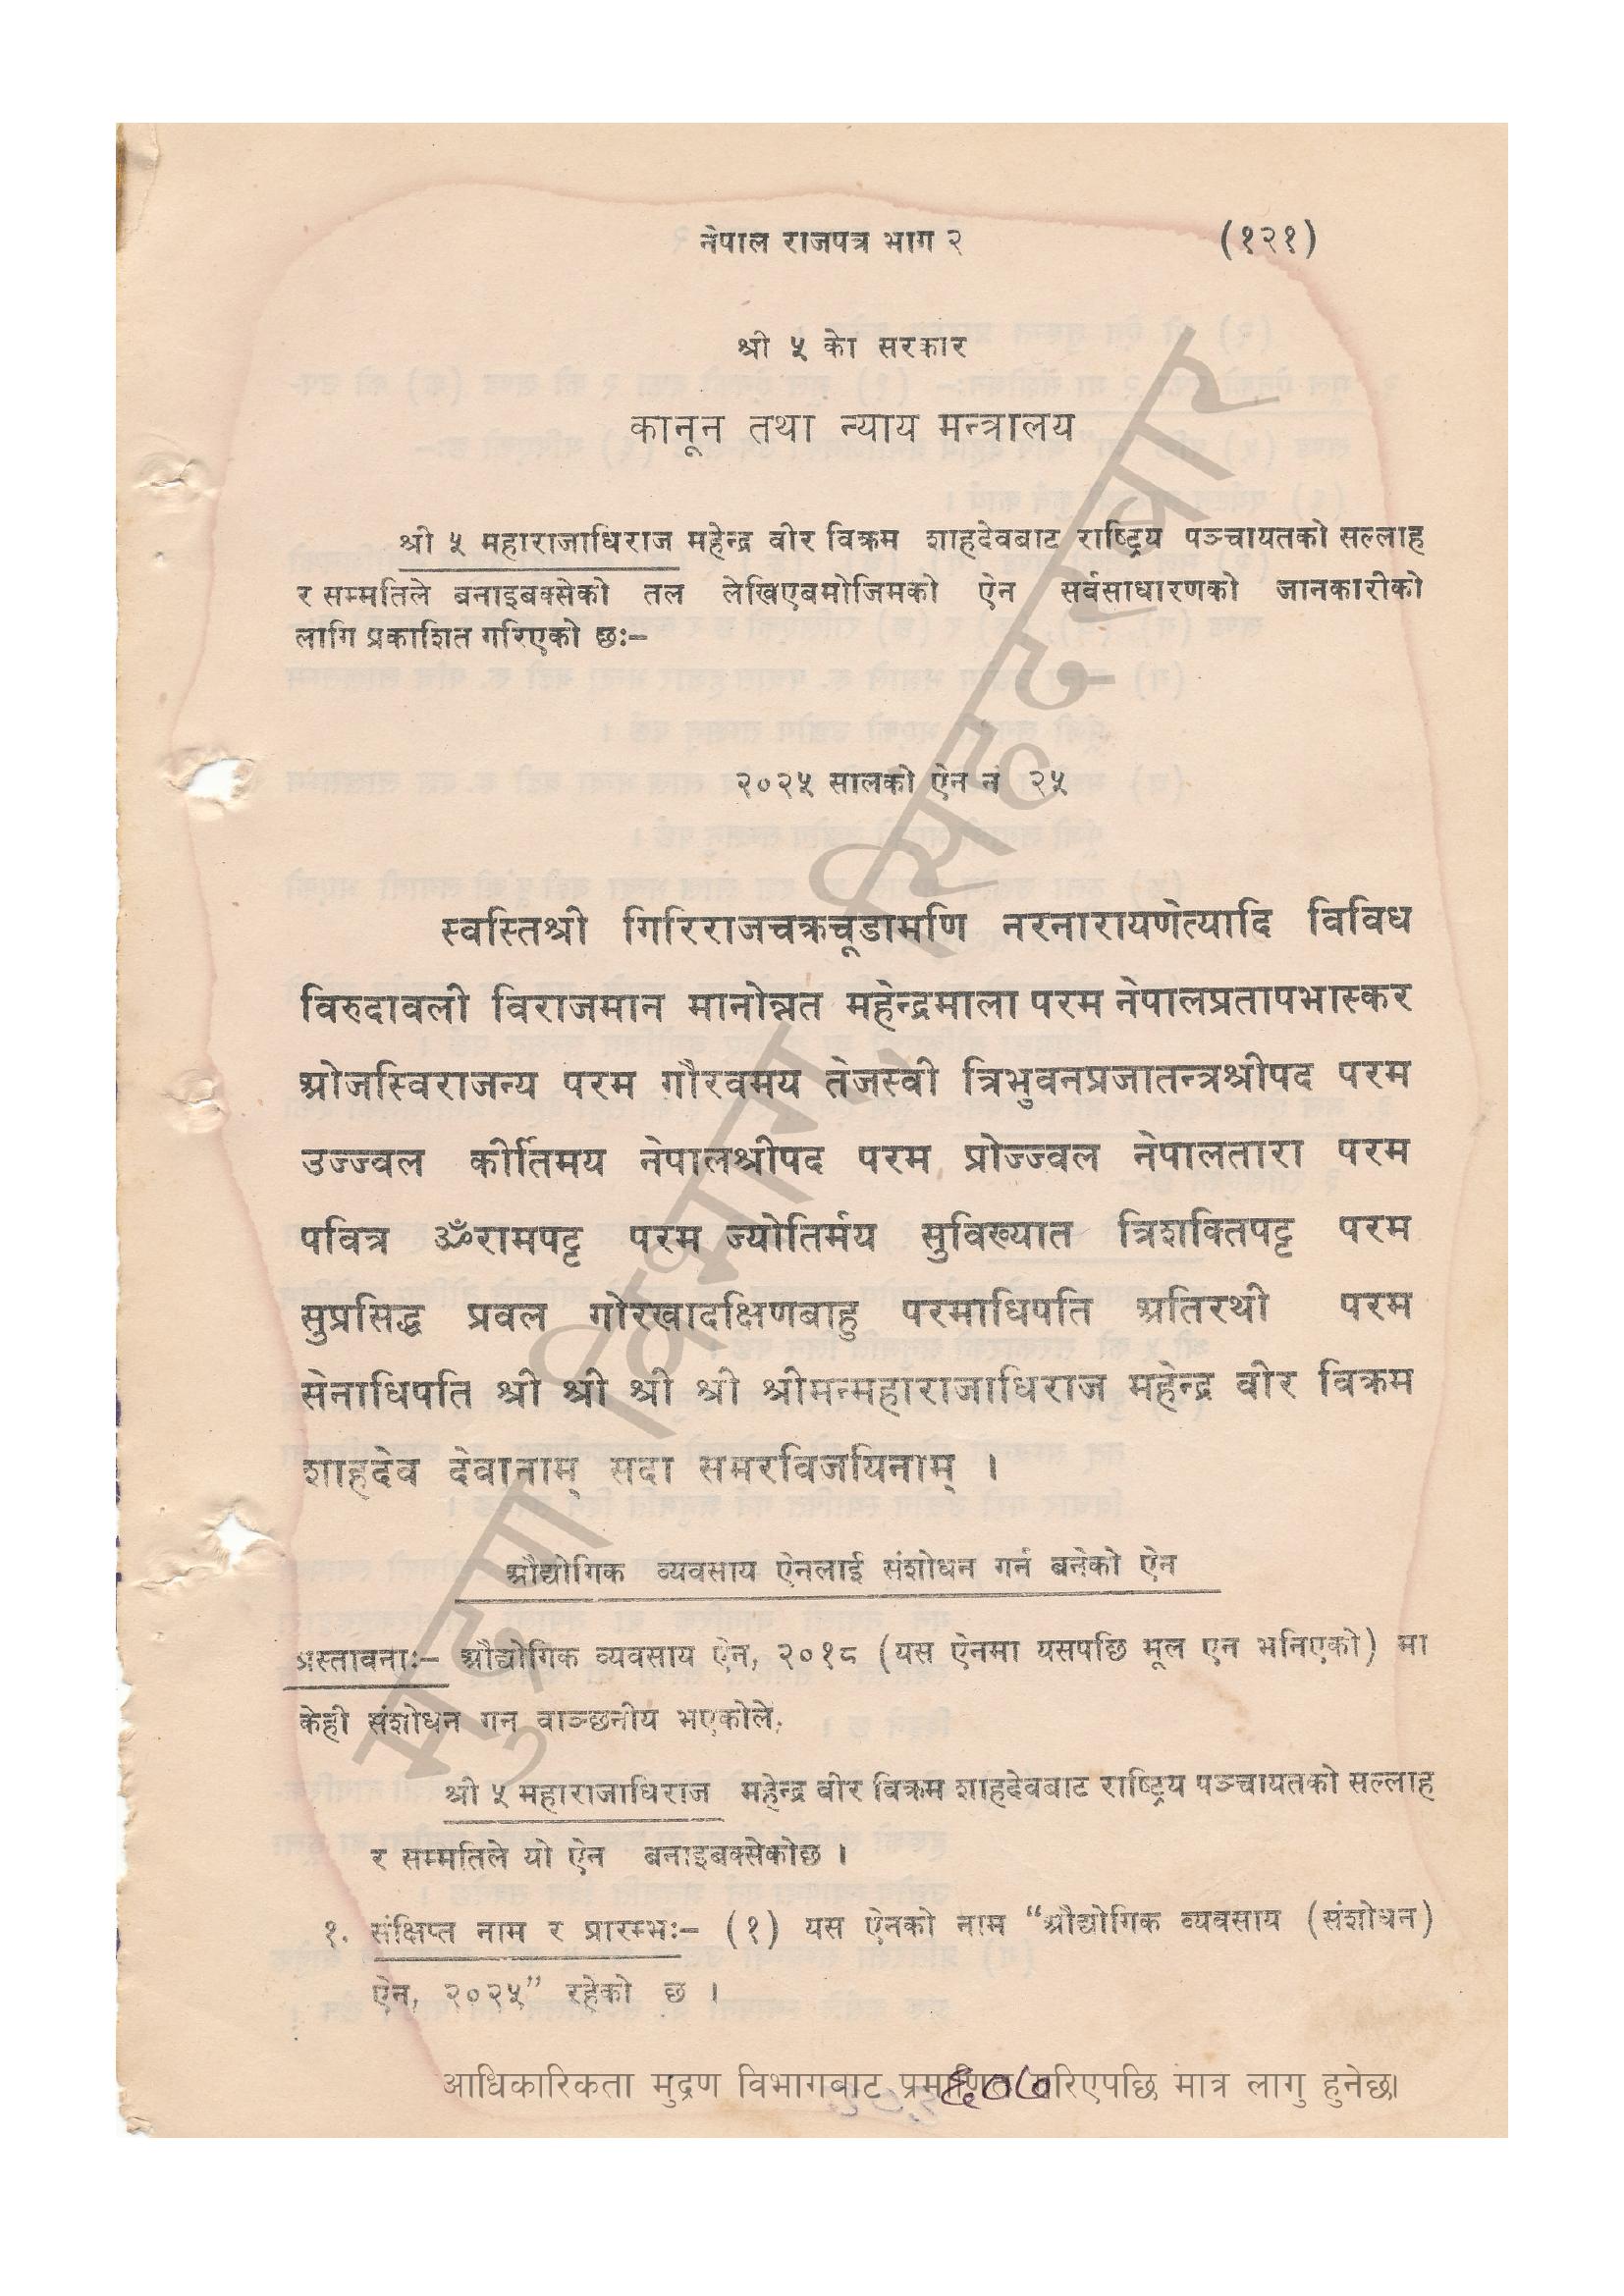 नेपाल राजपत्र भाग २ (१२१)
श्री ५ को सरकार
कानून तथा न्याय मन्त्रालय
श्री ५ महाराजाधिराज महेन्द्र वीर विक्रम शाहदेवबाट राष्ट्रिय पञ्चायतको सल्लाह
र सम्मतिले बनाइबक्सेको तल लेखिएबमोजिमको ऐन सर्वसाधारणको जानकारीको
लागि प्रकाशित गरिएको छः–
२०२५ सालको ऐन नं २५
स्वस्तिश्री गिरिराजचक्रचूडामणि नरनारायणेत्यादि विविध
विरुदावली विराजमान मानोन्नत महेन्द्रमाला परम नेपालप्रतापभास्कर
ओजस्विराजन्य परम गौरवमय तेजस्वी त्रिभुवनप्रजातन्त्रश्रीपद परम
उज्ज्वल कीर्तिमय नेपालश्रीपद परम प्रोज्ज्वल नेपालतारा परम
पवित्र ॐरामपट्ट परम ज्योतिर्मय सुविख्यात त्रिशक्तिपट्ट परम
सुप्रसिद्ध प्रवल गोरखादक्षिणबाहु परमाधिपति अतिरथी परम
सेनाधिपति श्री श्री श्री श्री श्रीमन्महाराजाधिराज महेन्द्र वीर विक्रम
शाहदेव देवानाम् सदा समरविजयिनाम् ।
औद्योगिक व्यवसाय ऐनलाई संशोधन गर्न बनेको ऐन
प्रस्तावनाः– औद्योगिक व्यवसाय ऐन, २०१८ (यस ऐनमा यसपछि मूल एन भनिएको) मा
केही संशोधन गन वाञ्छनीय भएकोले,
श्री ५ महाराजाधिराज महेन्द्र वीर विक्रम शाहदेवबाट राष्ट्रिय पञ्चायतको सल्लाह
र सम्मतिले यो ऐन बनाइबक्सेकोछ ।
१. संक्षिप्त नाम र प्रारम्भः– (१) यस ऐनको नाम “औद्योगिक व्यवसाय (संशोधन)
ऐन, २०२५” रहेको छ ।
आधिकारिकता मुद्रण विभागबाट प्रमाणित गरिएपछि मात्र लागु हुनेछ।
मुद्रण विभाग, सिंहदरबार